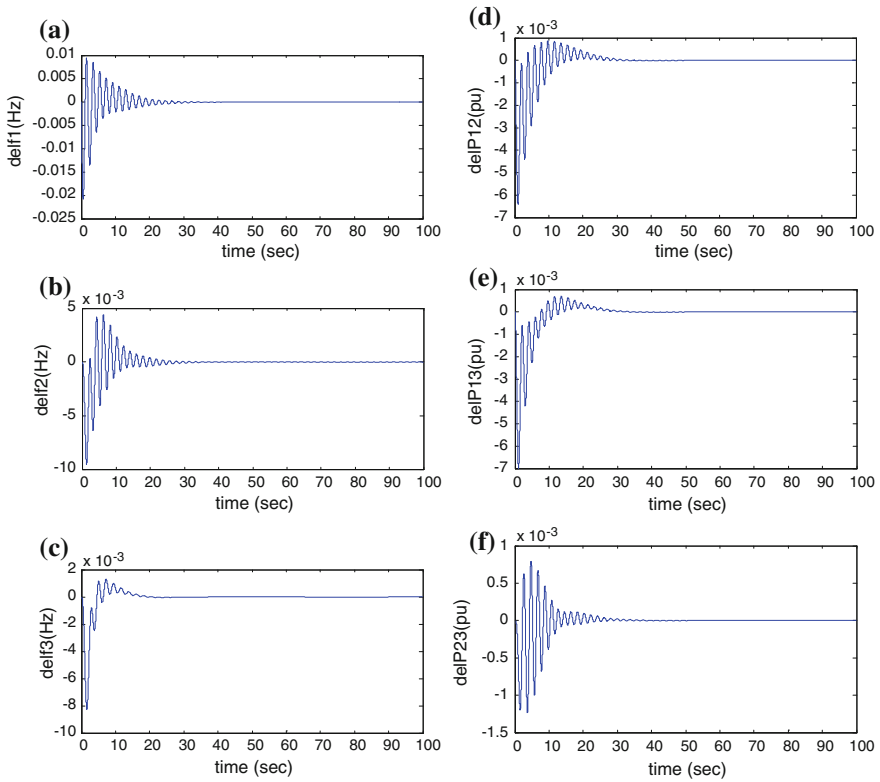 (a)
0.01
0.005
0
-0.005
-0.01
-0.015
-0.02
-0.025
delf1(Hz)
0 10 20 30 40 50 60 70 80 90 100
time (sec)
(b)
x 10⁻³
5
0
-5
-10
delf2(Hz)
0 10 20 30 40 50 60 70 80 90 100
time (sec)
(c)
x 10⁻³
2
0
-2
-4
-6
-8
-10
delf3(Hz)
0 10 20 30 40 50 60 70 80 90 100
time (sec)
(d)
x 10⁻³
1
0
-1
-2
-3
-4
-5
-6
-7
delP12(pu)
0 10 20 30 40 50 60 70 80 90 100
time (sec)
(e)
x 10⁻³
1
0
-1
-2
-3
-4
-5
-6
-7
delP13(pu)
0 10 20 30 40 50 60 70 80 90 100
time (sec)
(f)
x 10⁻³
1
0.5
0
-0.5
-1
-1.5
delP23(pu)
0 10 20 30 40 50 60 70 80 90 100
time (sec)